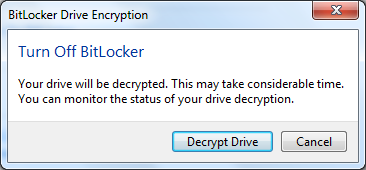 BitLocker Drive Encryption
Turn Off BitLocker
Your drive will be decrypted. This may take considerable time.
You can monitor the status of your drive decryption.
Decrypt Drive
Cancel